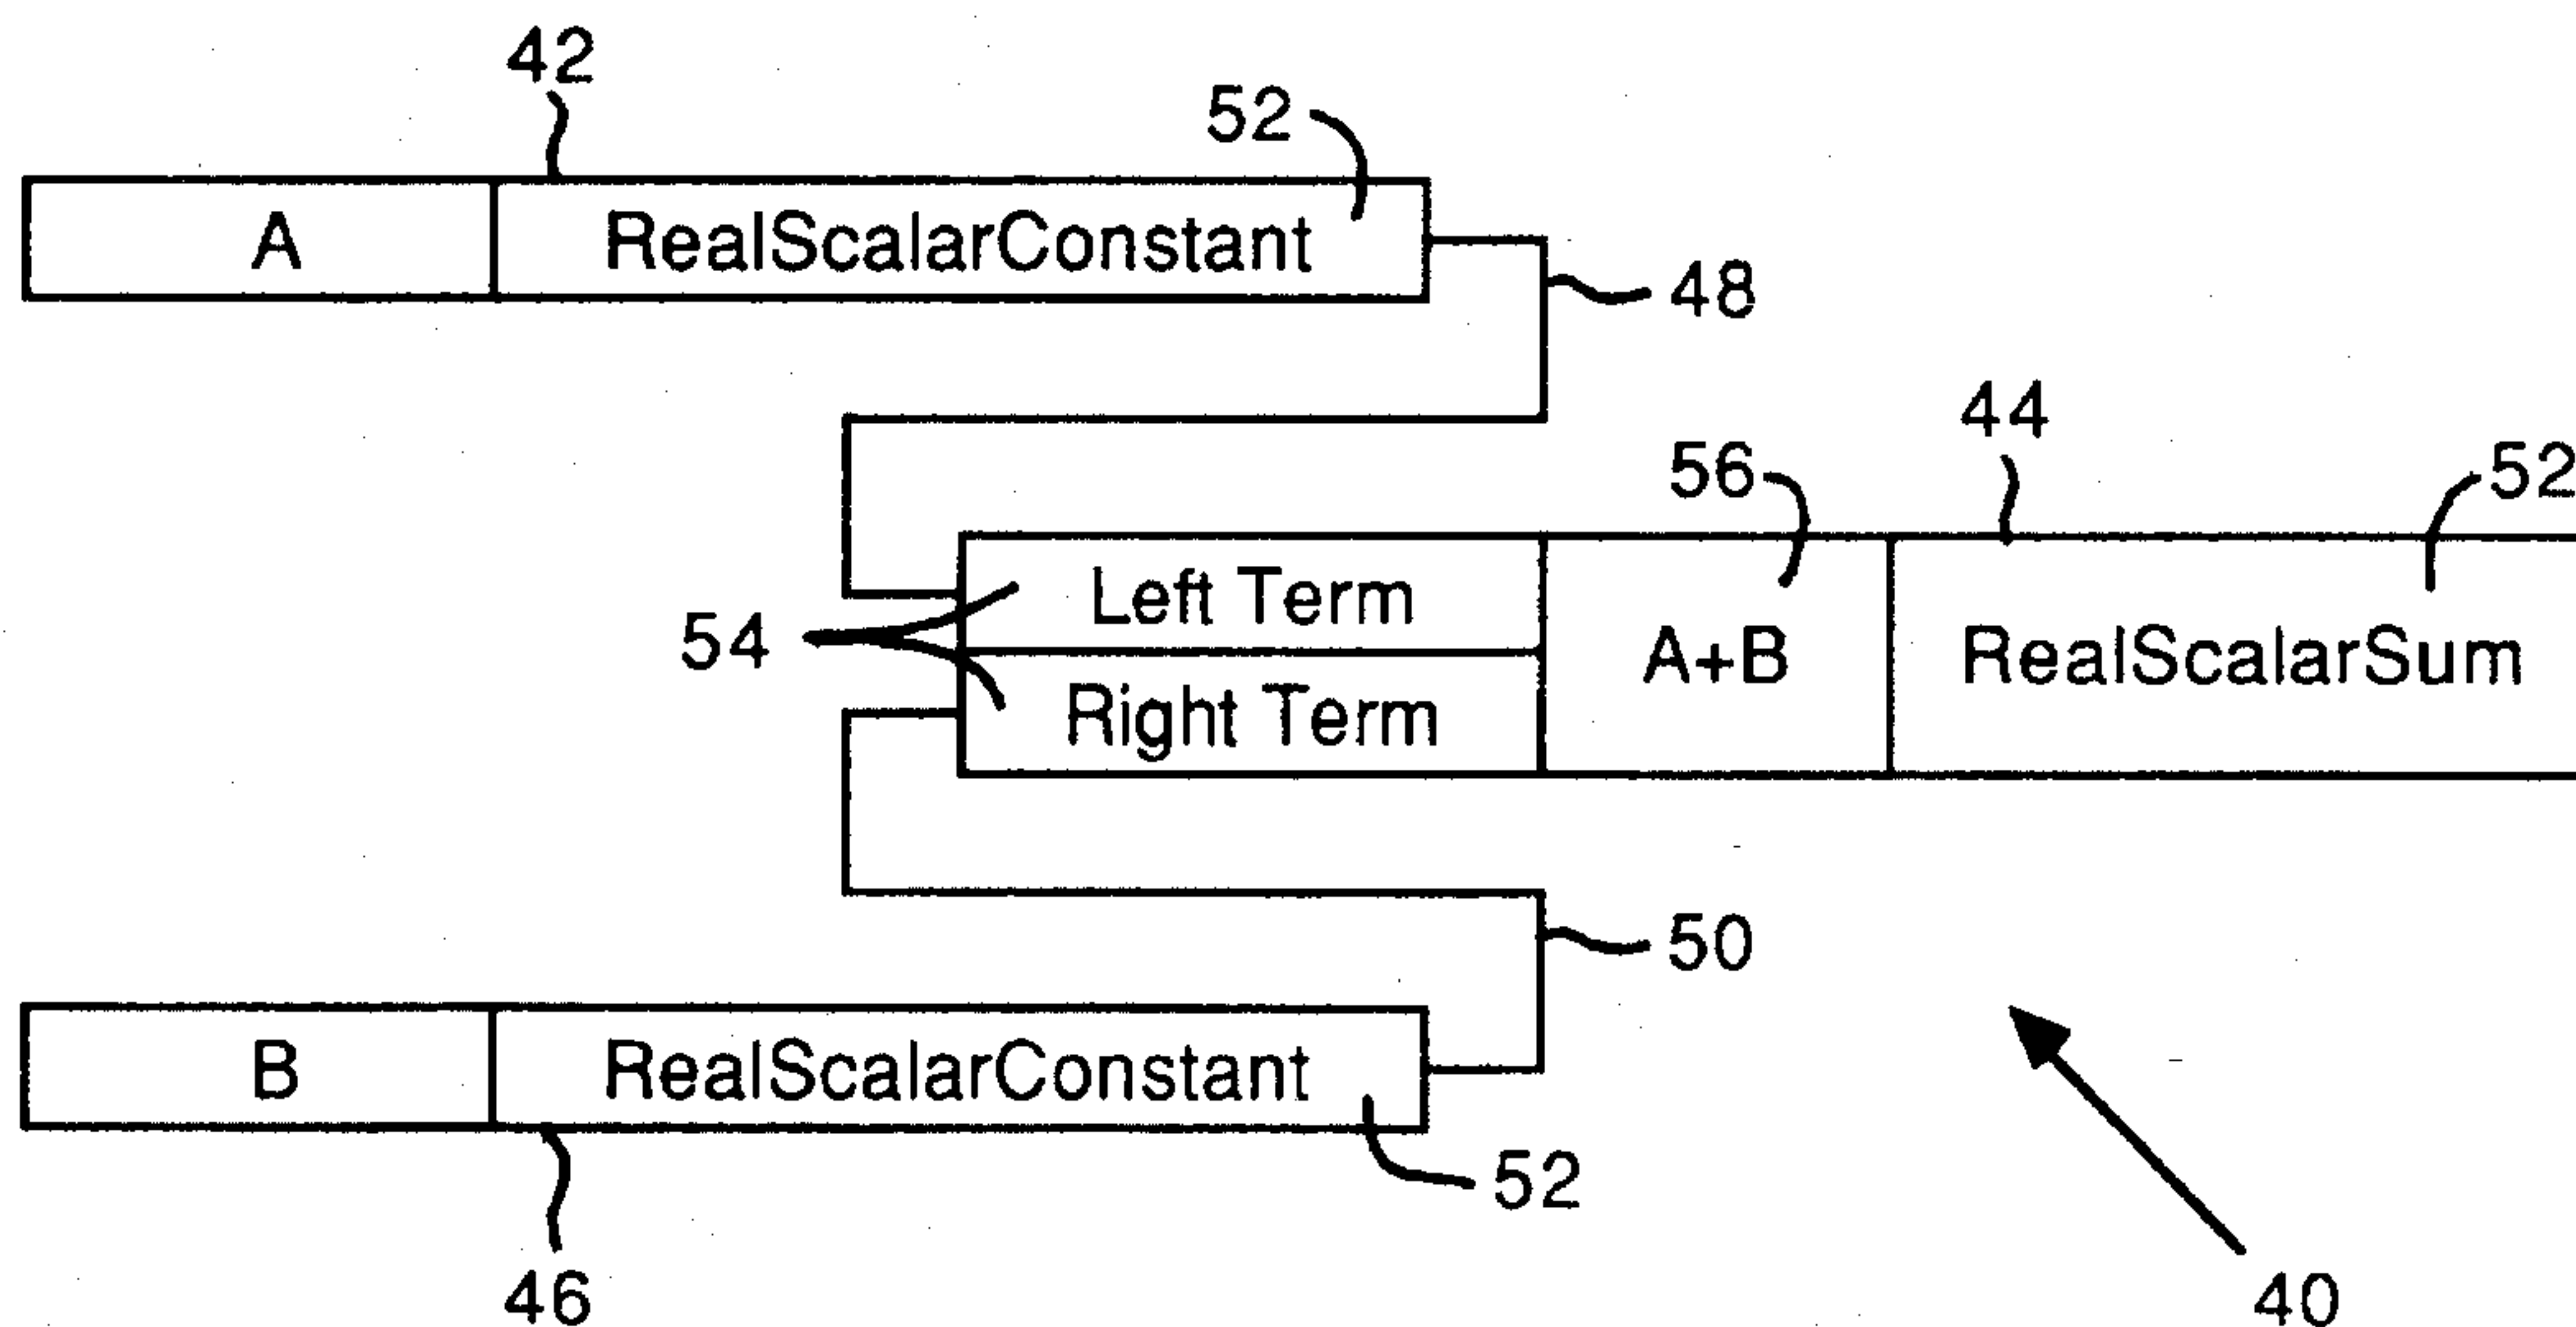 42
52
A RealScalarConstant
48
44
56 52
Left Term
54 A+B RealScalarSum
Right Term
50
B RealScalarConstant
52
46 40